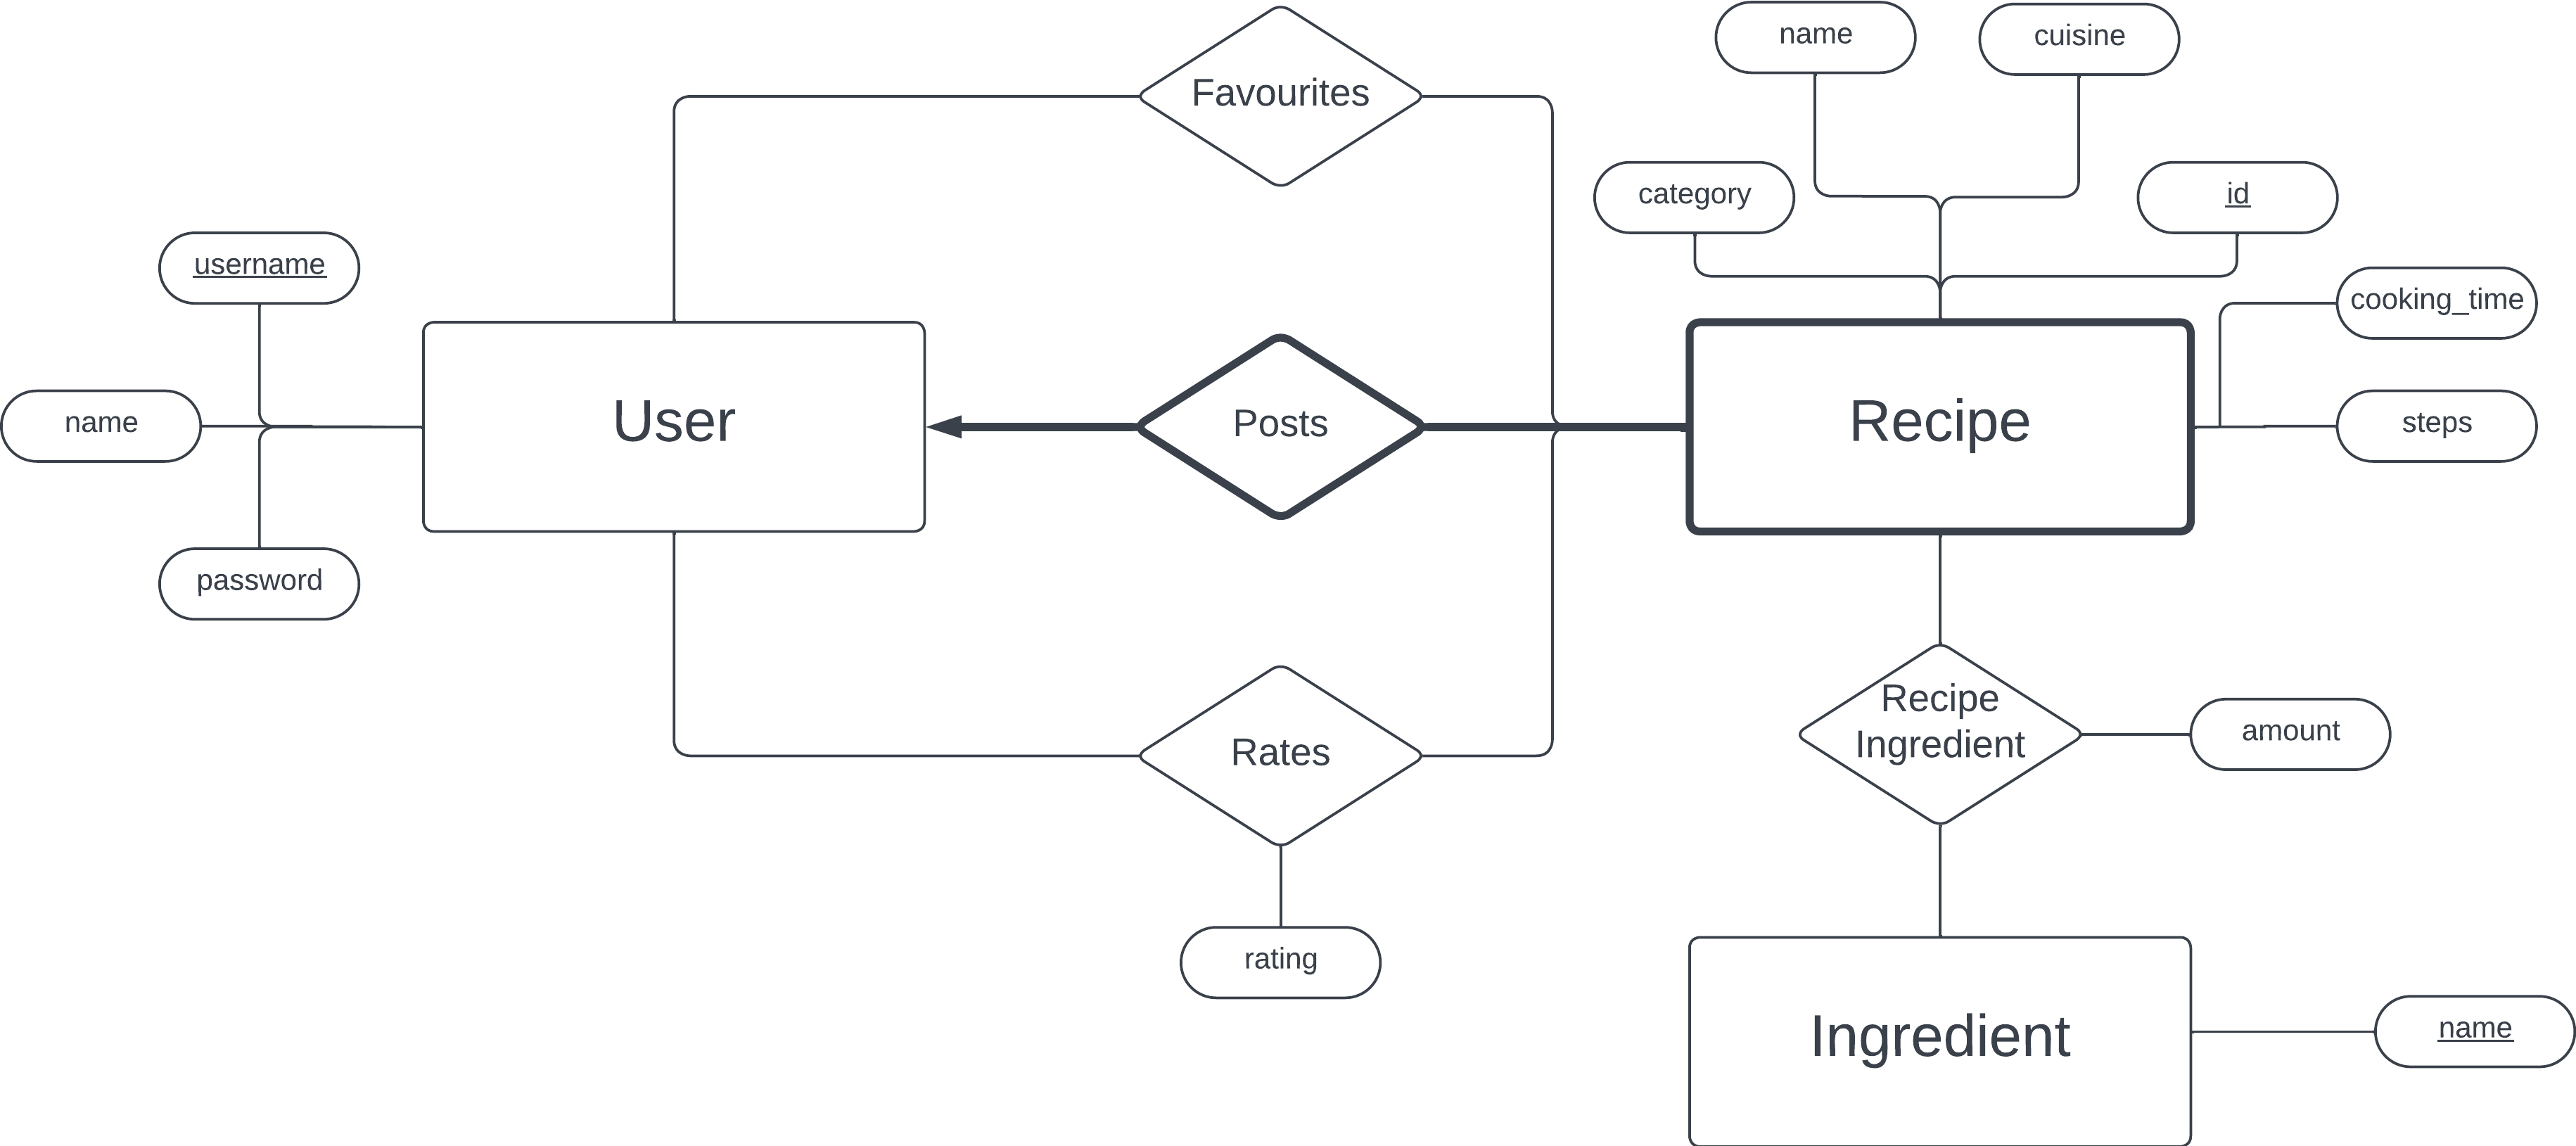 name
cuisine
Favourites
category
id
username
cooking_time
name
User
Posts
Recipe
steps
password
Recipe
Ingredient
amount
Rates
rating
Ingredient
name